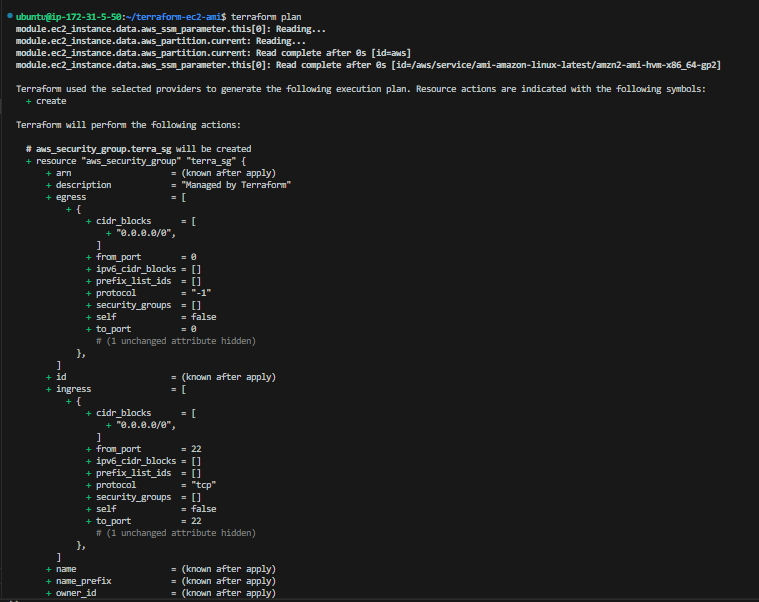 ubuntu@ip-172-31-5-50:~/terraform-ec2-ami$ terraform plan
module.ec2_instance.data.aws_ssm_parameter.this[0]: Reading...
module.ec2_instance.data.aws_partition.current: Reading...
module.ec2_instance.data.aws_partition.current: Read complete after 0s [id=aws]
module.ec2_instance.data.aws_ssm_parameter.this[0]: Read complete after 0s [id=/aws/service/ami-amazon-linux-latest/amzn2-ami-hvm-x86_64-gp2]

Terraform used the selected providers to generate the following execution plan. Resource actions are indicated with the following symbols:
  + create

Terraform will perform the following actions:

  # aws_security_group.terra_sg will be created
  + resource "aws_security_group" "terra_sg" {
      + arn                    = (known after apply)
      + description            = "Managed by Terraform"
      + egress                 = [
          + {
              + cidr_blocks      = [
                  + "0.0.0.0/0",
                ]
              + from_port        = 0
              + ipv6_cidr_blocks = []
              + prefix_list_ids  = []
              + protocol         = "-1"
              + security_groups  = []
              + self             = false
              + to_port          = 0
                # (1 unchanged attribute hidden)
            },
        ]
      + id                     = (known after apply)
      + ingress                = [
          + {
              + cidr_blocks      = [
                  + "0.0.0.0/0",
                ]
              + from_port        = 22
              + ipv6_cidr_blocks = []
              + prefix_list_ids  = []
              + protocol         = "tcp"
              + security_groups  = []
              + self             = false
              + to_port          = 22
                # (1 unchanged attribute hidden)
            },
        ]
      + name                   = (known after apply)
      + name_prefix            = (known after apply)
      + owner_id               = (known after apply)